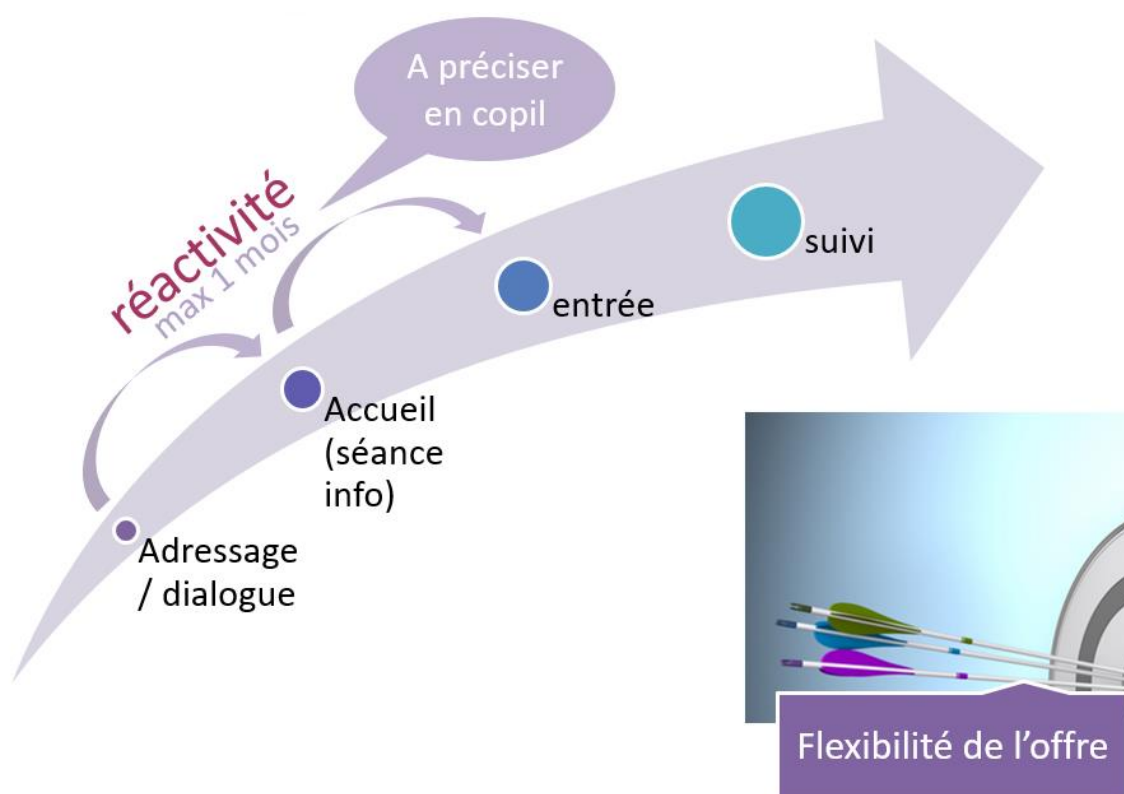 A préciser
en copil
réactivité
max 1 mois
suivi
entrée
Accueil
(séance
info)
Adressage
/ dialogue
Flexibilité de l’offre